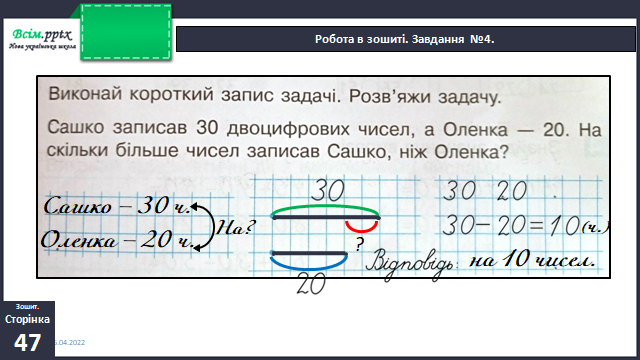 Всім.pptx
Нова українська школа
Робота в зошиті. Завдання №4.
Виконай короткий запис задачі. Розв'яжи задачу.
Сашко записав 30 двоцифрових чисел, а Оленка — 20. На
скільки більше чисел записав Сашко, ніж Оленка?
Сашко – 30 ч.
Оленка – 20 ч.
На?
30
?
20
30 20
30 – 20 = 10 (ч.)
Відповідь: на 10 чисел.
Зошит.
Сторінка
47
.04.2022